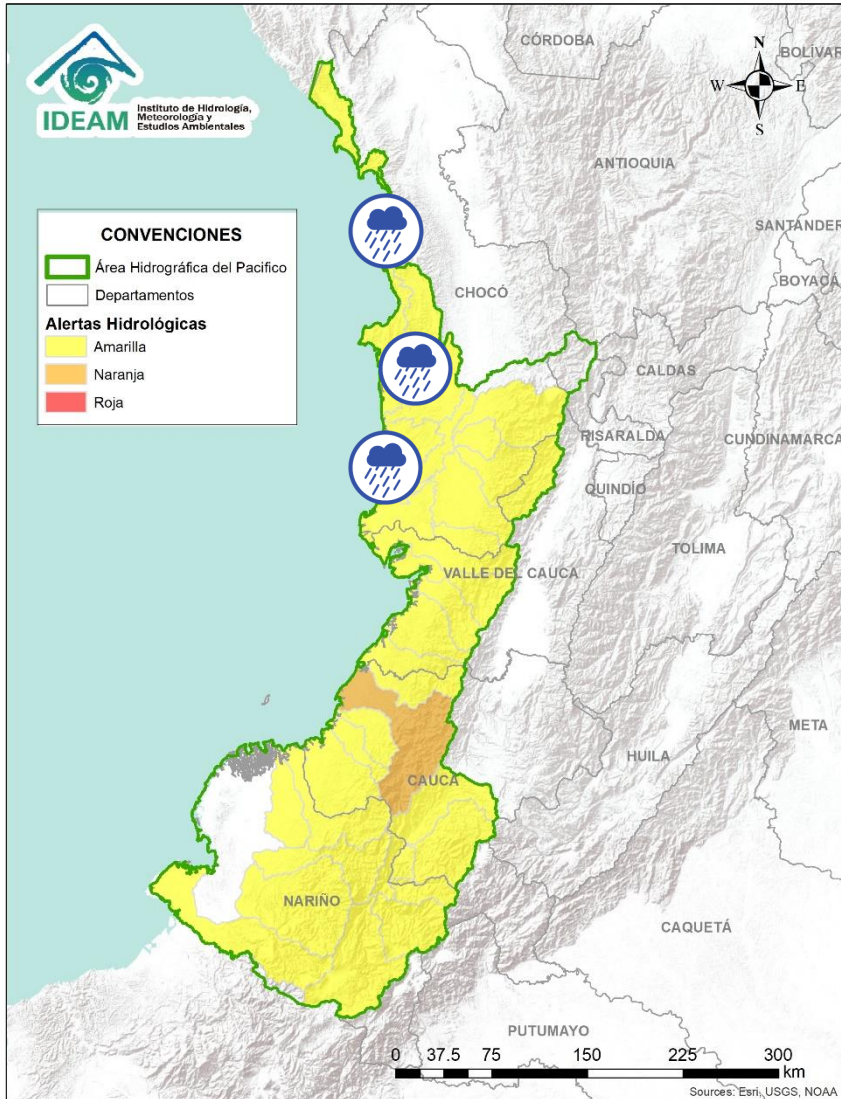 IDEAM
Instituto de Hidrología,
Meteorología y
Estudios Ambientales
N
W
E
S
CÓRDOBA
BOLÍVAR
ANTIOQUIA
SANTANDER
BOYACÁ
CHOCÓ
CALDAS
RISARALDA
CUNDINAMARCA
QUINDÍO
TOLIMA
VALLE DEL CAUCA
META
HUILA
CAUCA
NARIÑO
CAQUETÁ
PUTUMAYO
CONVENCIONES
Área Hidrográfica del Pacifico
Departamentos
Alertas Hidrológicas
Amarilla
Naranja
Roja
0 37.5 75 150 225 300
km
Sources: Esri, USGS, NOAA